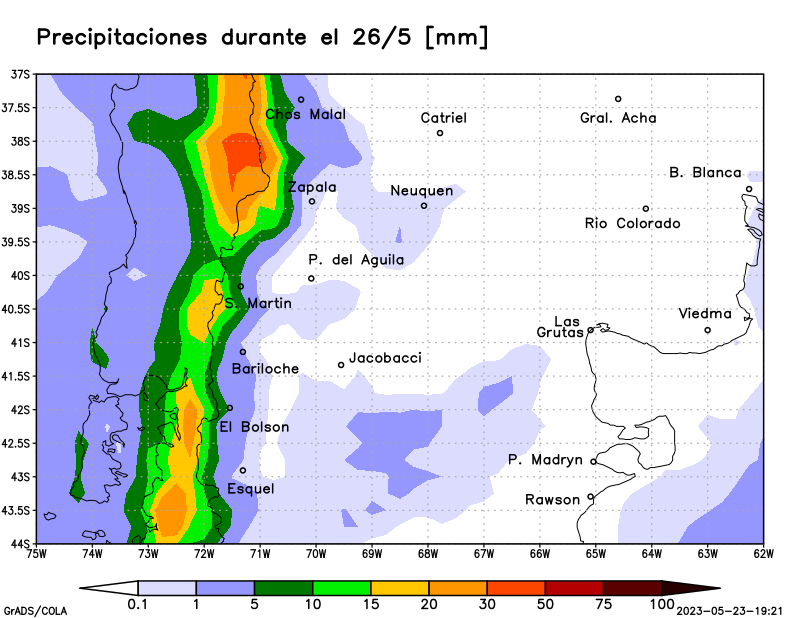 Precipitaciones durante el 26/5 [mm]
37S
Chos Malal
Catriel
Gral. Acha
37.5S
38S
B. Blanca
38.5S
Zapala
Neuquen
39S
Rio Colorado
39.5S
P. del Aguila
40S
S. Martin
40.5S
Viedma
Las
Grutas
41S
Jacobacci
Bariloche
41.5S
42S
El Bolson
42.5S
P. Madryn
43S
Esquel
Rawson
43.5S
44S
75W 74W 73W 72W 71W 70W 69W 68W 67W 66W 65W 64W 63W 62W
0.1 1 5 10 15 20 30 50 75 100
GrADS/COLA
2023-05-23-19:21